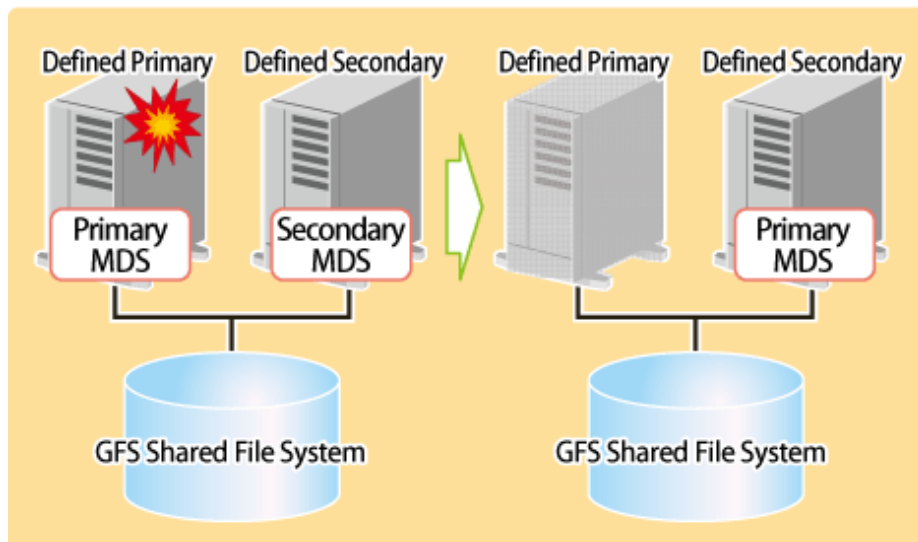 Defined Primary
Defined Secondary
Defined Primary
Defined Secondary
Primary
MDS
Secondary
MDS
Primary
MDS
GFS Shared File System
GFS Shared File System